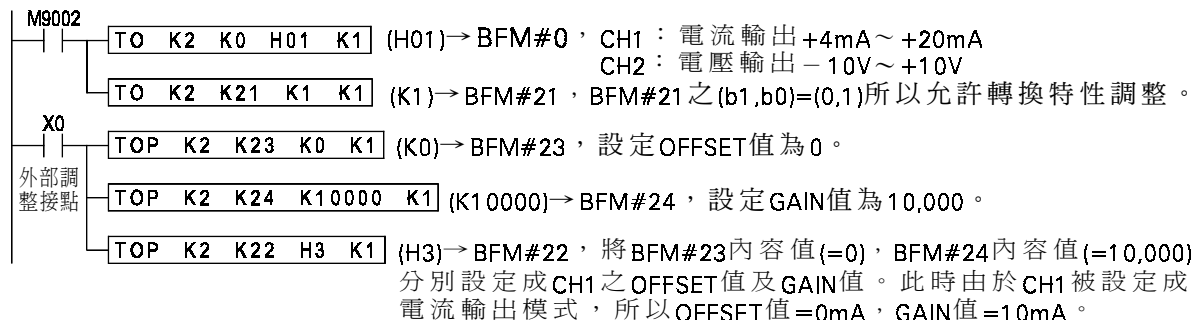 M9002
TO K2 K0 H01 K1 (H01)→BFM#0，CH1：電流輸出+4mA～+20mA
CH2：電壓輸出－10V～+10V
TO K2 K21 K1 K1 (K1)→BFM#21，BFM#21之(b1,b0)=(0,1)所以允許轉換特性調整。
X0
TOP K2 K23 K0 K1 (K0)→BFM#23，設定OFFSET值為0。
外部調
整接點
TOP K2 K24 K10000 K1 (K10000)→BFM#24，設定GAIN值為10,000。
TOP K2 K22 H3 K1 (H3)→BFM#22，將BFM#23內容值(=0)，BFM#24內容值(=10,000)
分別設定成CH1之OFFSET值及GAIN值。此時由於CH1被設定成
電流輸出模式，所以OFFSET值=0mA，GAIN值=10mA。